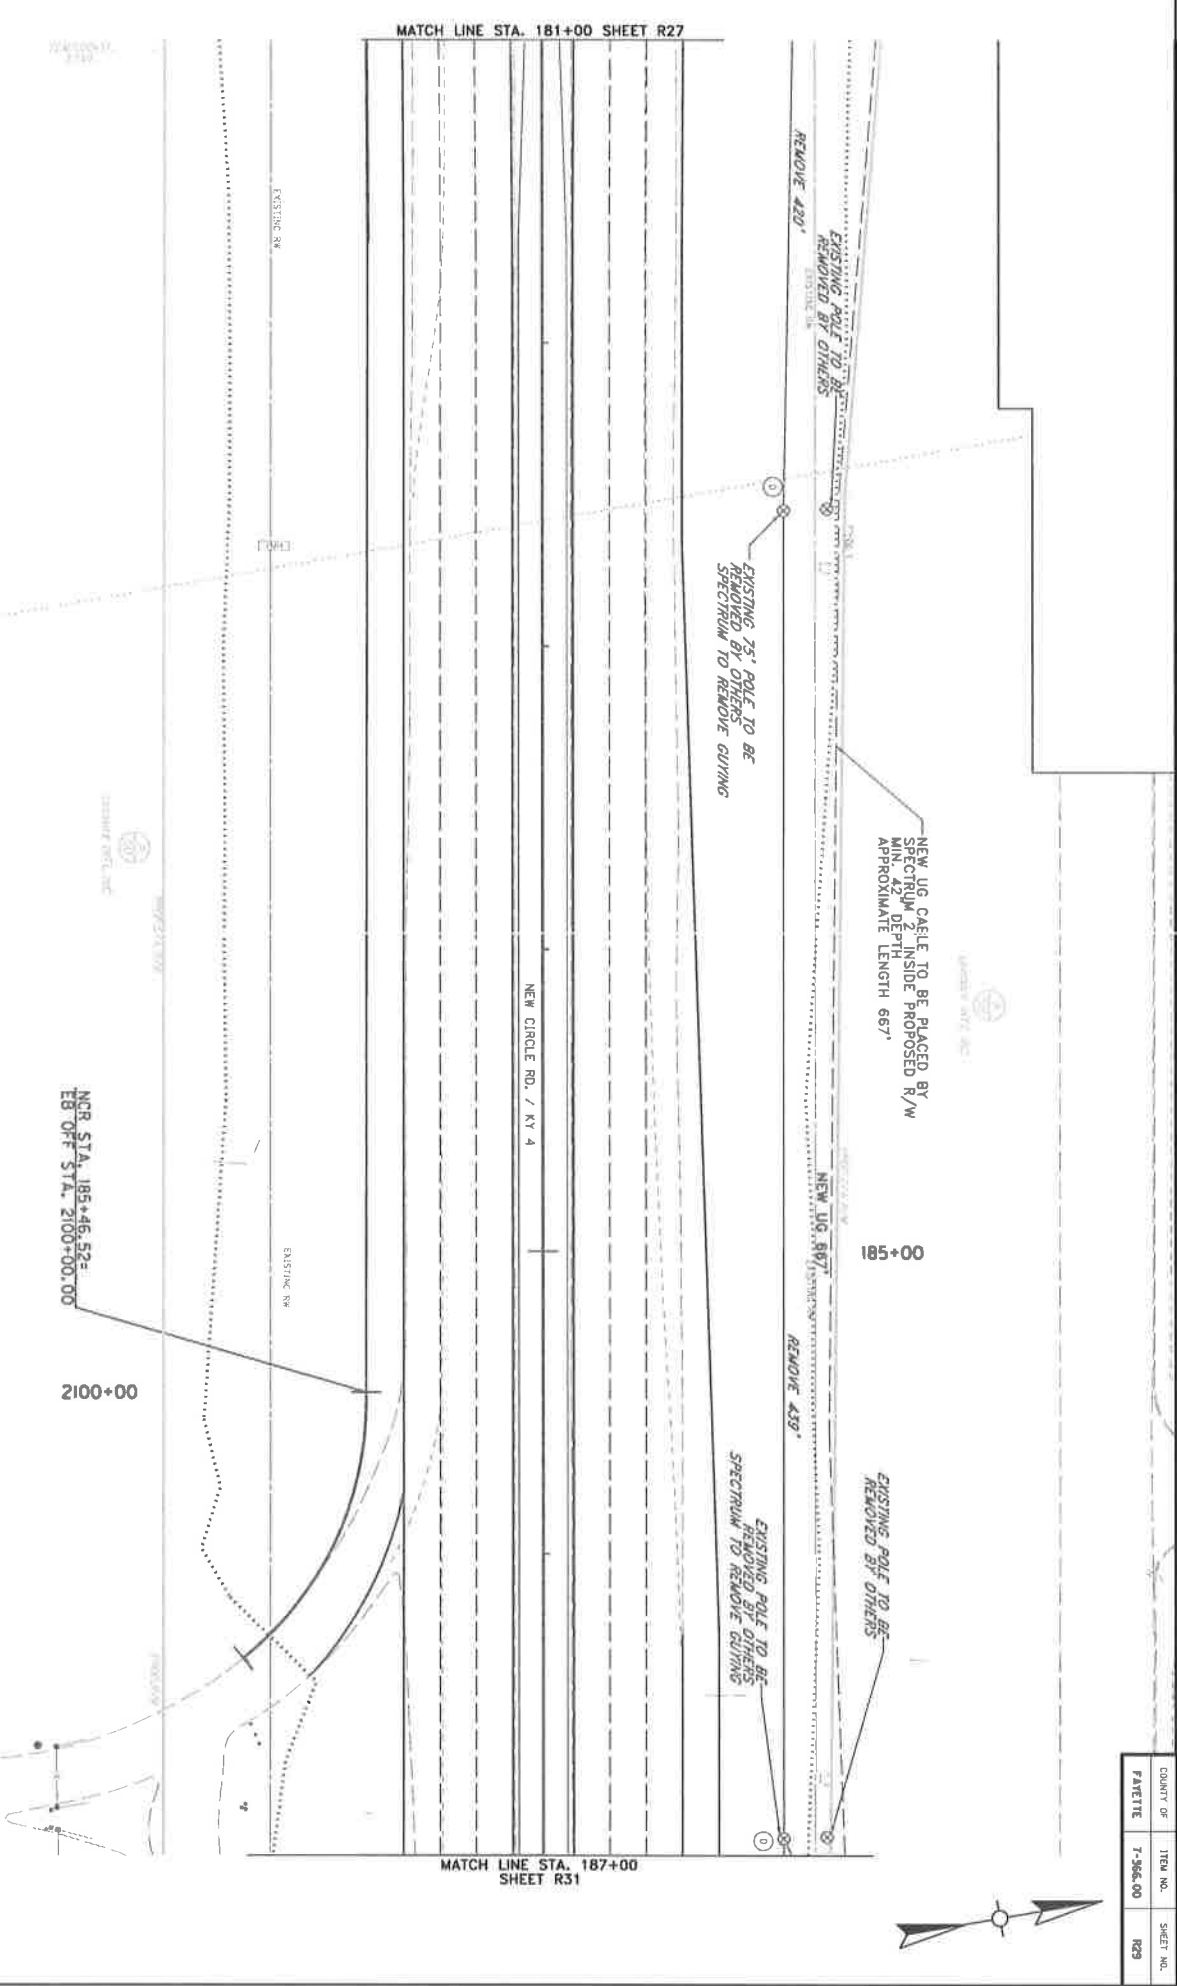 MATCH LINE STA. 181+00 SHEET R27
REMOVE 420'
EXISTING POLE TO BE
REMOVED BY OTHERS
EXISTING RW
EXISTING RW
EXISTING 75' POLE TO BE
REMOVED BY OTHERS
SPECTRUM TO REMOVE GUYING
NEW UG CABLE TO BE PLACED BY
SPECTRUM 2' INSIDE PROPOSED R/W
MIN. 42" DEPTH
APPROXIMATE LENGTH 667'
NEW CIRCLE RD. / KY 4
NEW UG 667'
185+00
NCR STA. 185+46.52=
EB OFF STA. 2100+00.00
EXISTING RW
2100+00
REMOVE 439'
EXISTING POLE TO BE
REMOVED BY OTHERS
SPECTRUM TO REMOVE GUYING
EXISTING POLE TO BE
REMOVED BY OTHERS
MATCH LINE STA. 187+00
SHEET R31
COUNTY OF
ITEM NO.
SHEET NO.
FAYETTE
7-366.00
R29